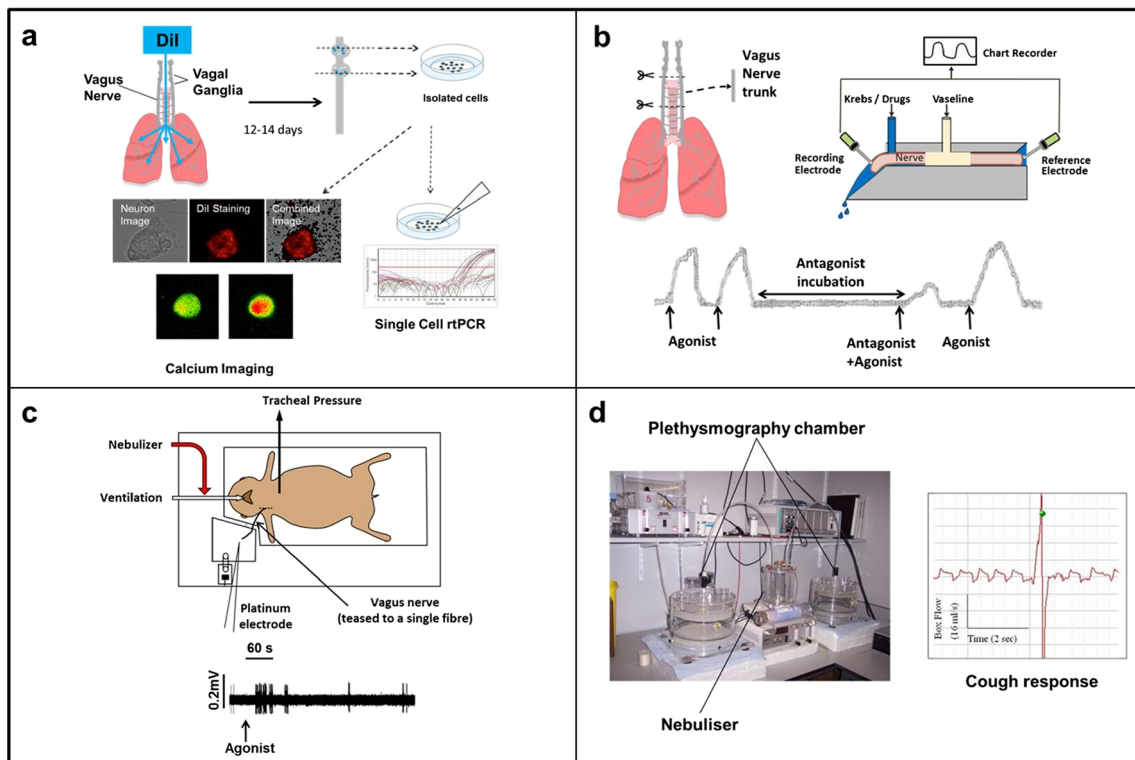 a
DiI
Vagus
Nerve
Vagal
Ganglia
12-14 days
Isolated cells
Neuron
Image
DiI Staining
Combined
Image
Single Cell rtPCR
Calcium Imaging
b
Vagus
Nerve
trunk
Chart Recorder
Krebs / Drugs
Vaseline
Recording
Electrode
Nerve
Reference
Electrode
Antagonist
incubation
Agonist
Antagonist
+Agonist
Agonist
c
Tracheal Pressure
Nebulizer
Ventilation
Platinum
electrode
Vagus nerve
(teased to a single fibre)
60 s
0.2mV
Agonist
d
Plethysmography chamber
Nebuliser
5
Box Flow
(16 ml/s)
Time (2 sec)
Cough response